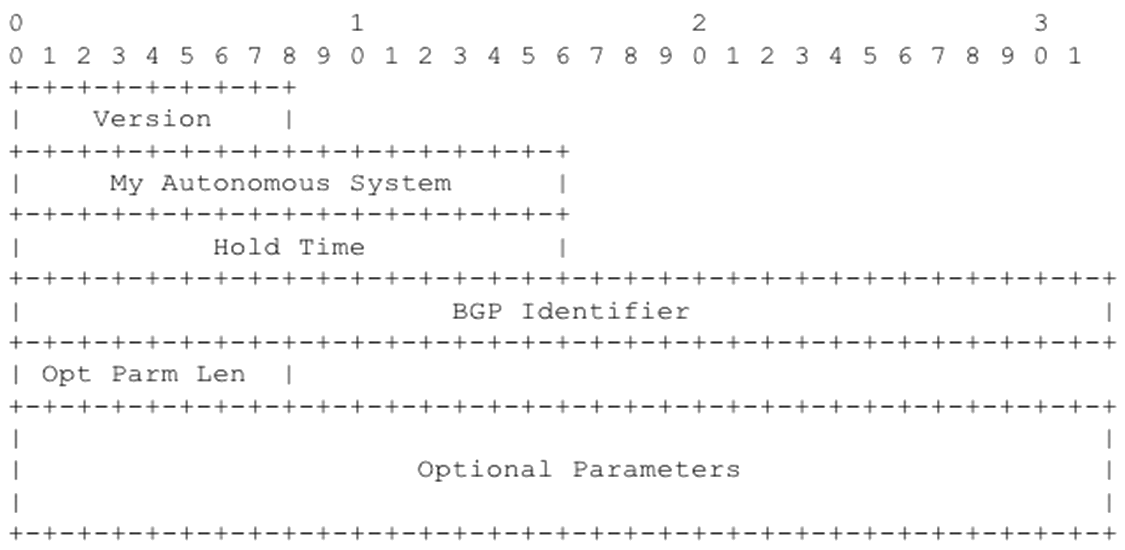 0                   1                   2                   3
0 1 2 3 4 5 6 7 8 9 0 1 2 3 4 5 6 7 8 9 0 1 2 3 4 5 6 7 8 9 0 1
+-+-+-+-+-+-+-+-+
|    Version    |
+-+-+-+-+-+-+-+-+-+-+-+-+-+-+-+-+
|     My Autonomous System      |
+-+-+-+-+-+-+-+-+-+-+-+-+-+-+-+-+
|           Hold Time           |
+-+-+-+-+-+-+-+-+-+-+-+-+-+-+-+-+-+-+-+-+-+-+-+-+-+-+-+-+-+-+-+-+
|                         BGP Identifier                        |
+-+-+-+-+-+-+-+-+-+-+-+-+-+-+-+-+-+-+-+-+-+-+-+-+-+-+-+-+-+-+-+-+
| Opt Parm Len  |
+-+-+-+-+-+-+-+-+-+-+-+-+-+-+-+-+-+-+-+-+-+-+-+-+-+-+-+-+-+-+-+-+
|                                                               |
|                       Optional Parameters                     |
|                                                               |
+-+-+-+-+-+-+-+-+-+-+-+-+-+-+-+-+-+-+-+-+-+-+-+-+-+-+-+-+-+-+-+-+